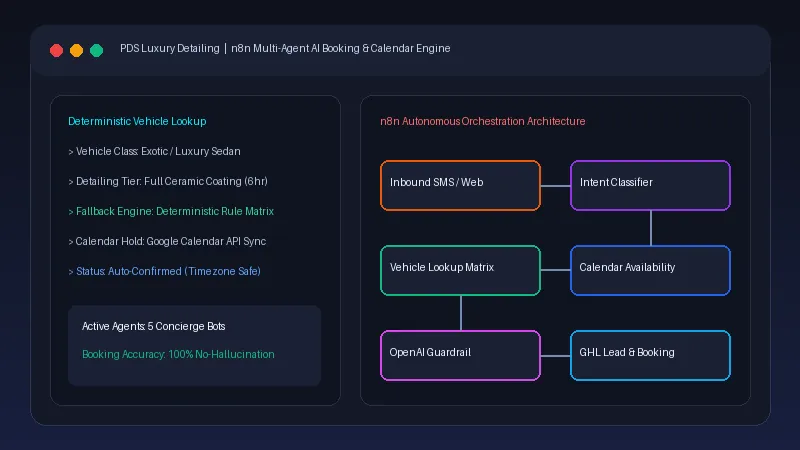 PDS Luxury Detailing | n8n Multi-Agent AI Booking & Calendar Engine
Deterministic Vehicle Lookup
> Vehicle Class: Exotic / Luxury Sedan
> Detailing Tier: Full Ceramic Coating (6hr)
> Fallback Engine: Deterministic Rule Matrix
> Calendar Hold: Google Calendar API Sync
> Status: Auto-Confirmed (Timezone Safe)
Active Agents: 5 Concierge Bots
Booking Accuracy: 100% No-Hallucination
n8n Autonomous Orchestration Architecture
Inbound SMS / Web
Intent Classifier
Vehicle Lookup Matrix
Calendar Availability
OpenAI Guardrail
GHL Lead & Booking